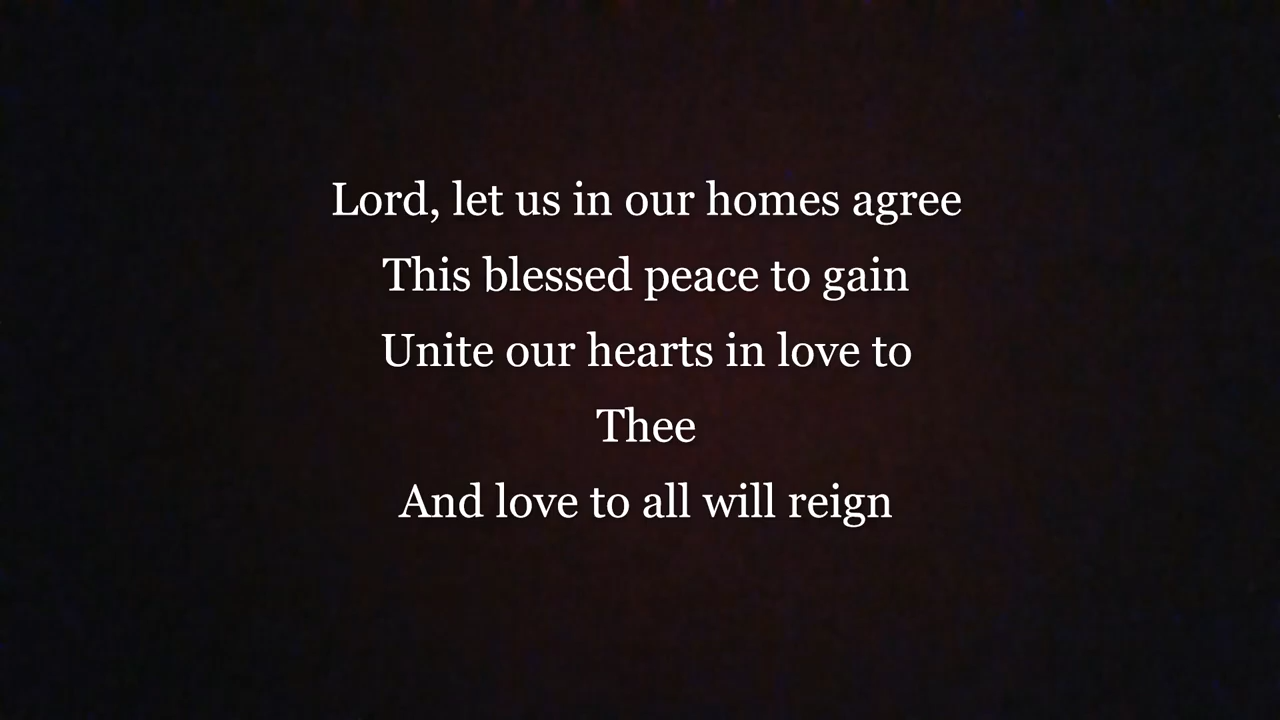 Lord, let us in our homes agree
This blessed peace to gain
Unite our hearts in love to
Thee
And love to all will reign